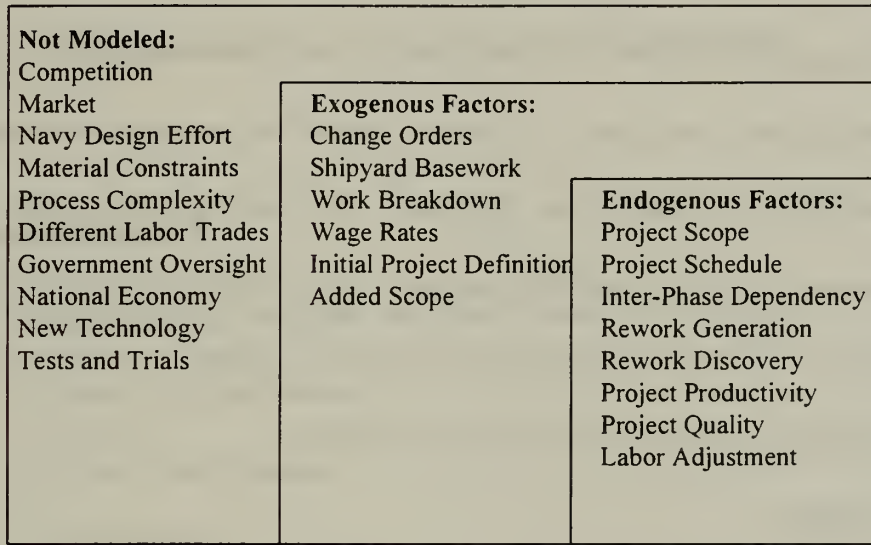 Not Modeled:
Competition
Market
Navy Design Effort
Material Constraints
Process Complexity
Different Labor Trades
Government Oversight
National Economy
New Technology
Tests and Trials
Exogenous Factors:
Change Orders
Shipyard Basework
Work Breakdown
Wage Rates
Initial Project Definition
Added Scope
Endogenous Factors:
Project Scope
Project Schedule
Inter-Phase Dependency
Rework Generation
Rework Discovery
Project Productivity
Project Quality
Labor Adjustment